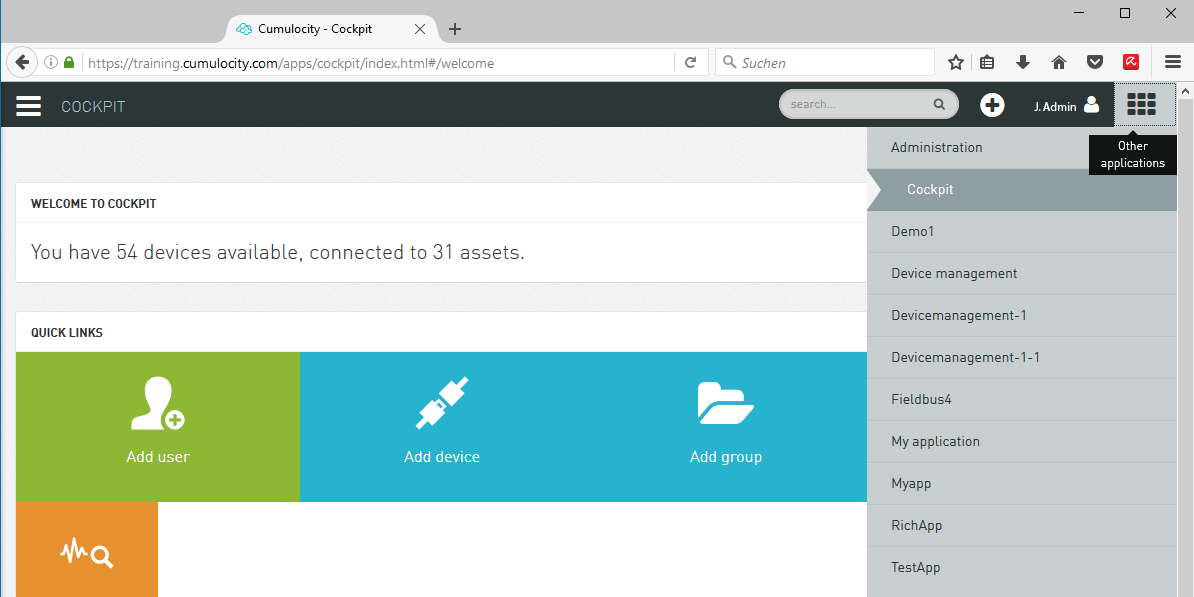 Cumulocity - Cockpit
https://training.cumulocity.com/apps/cockpit/index.html#/welcome
Suchen
COCKPIT
search...
J.Admin
Other
applications
Administration
Cockpit
Demo1
Device management
Devicemanagement-1
Devicemanagement-1-1
Fieldbus4
My application
Myapp
RichApp
TestApp
WELCOME TO COCKPIT
You have 54 devices available, connected to 31 assets.
QUICK LINKS
Add user
Add device
Add group